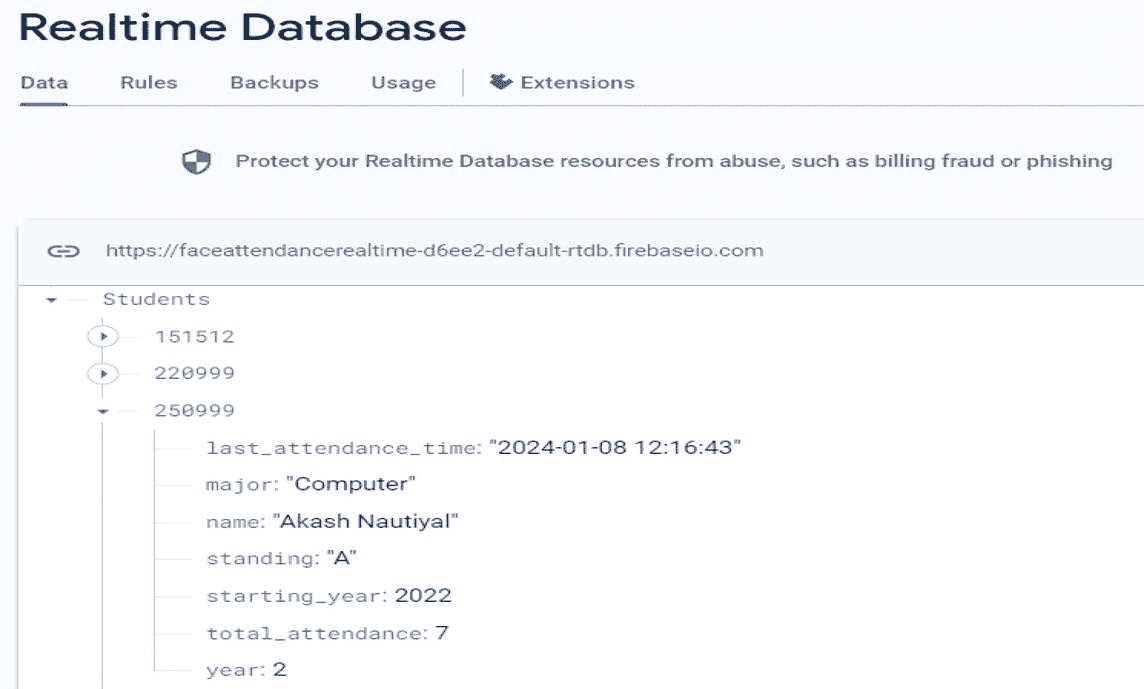 Realtime Database
Data Rules Backups Usage Extensions
Protect your Realtime Database resources from abuse, such as billing fraud or phishing
https://faceattendancerealtime-d6ee2-default-rtdb.firebaseio.com
Students
151512
220999
250999
last_attendance_time: "2024-01-08 12:16:43"
major: "Computer"
name: "Akash Nautiyal"
standing: "A"
starting_year: 2022
total_attendance: 7
year: 2